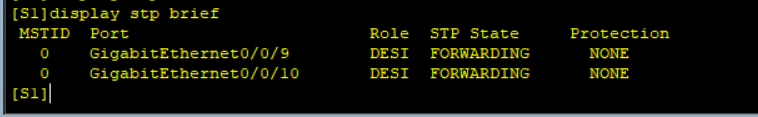 [S1]display stp brief
MSTID Port Role STP State Protection
0 GigabitEthernet0/0/9 DESI FORWARDING NONE
0 GigabitEthernet0/0/10 DESI FORWARDING NONE
[S1]